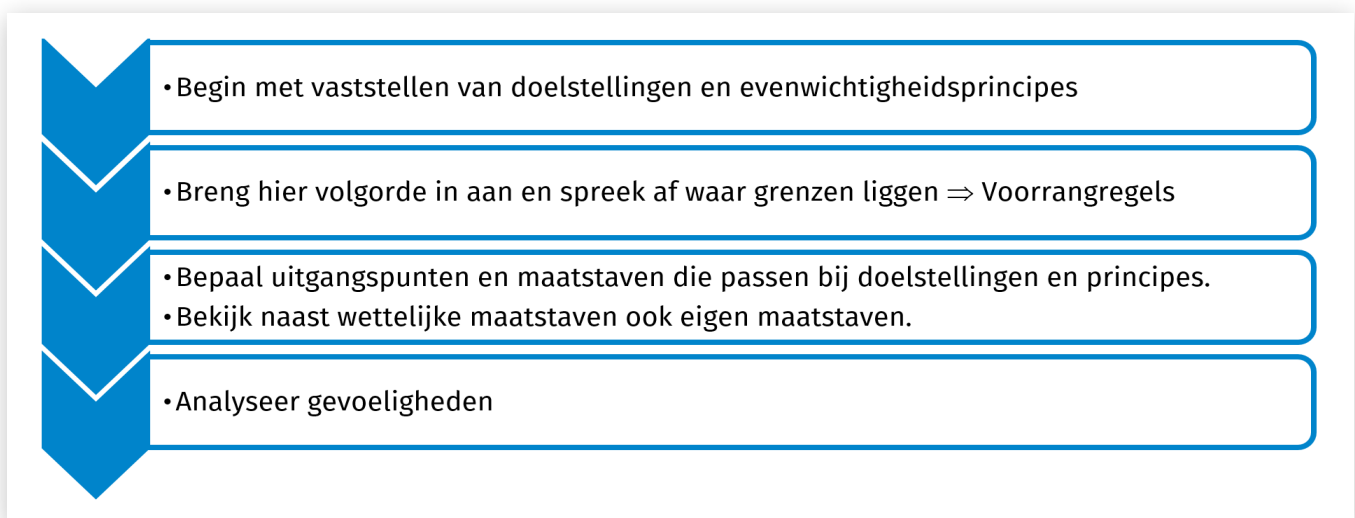 •Begin met vaststellen van doelstellingen en evenwichtigheidsprincipes
•Breng hier volgorde in aan en spreek af waar grenzen liggen ⇒ Voorrangregels
•Bepaal uitgangspunten en maatstaven die passen bij doelstellingen en principes.
•Bekijk naast wettelijke maatstaven ook eigen maatstaven.
•Analyseer gevoeligheden